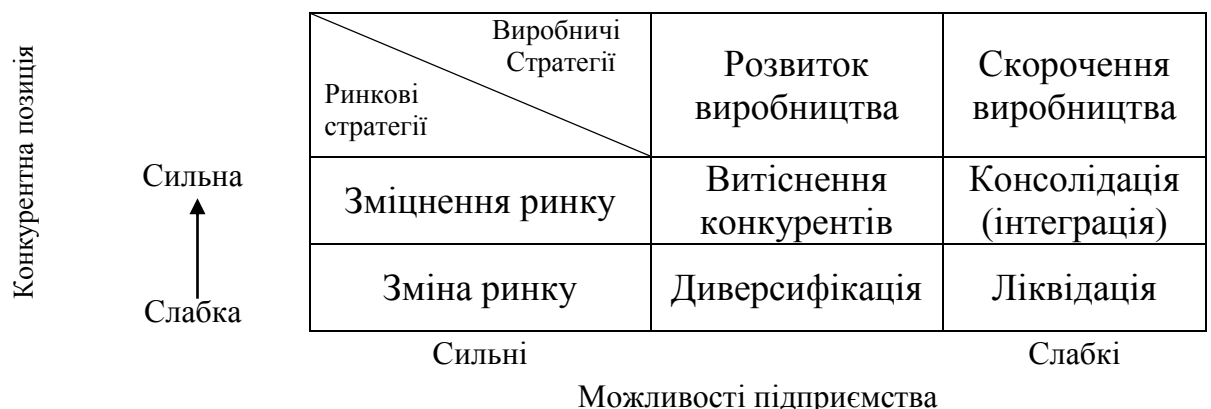 Конкурентна позиція
Виробничі
Стратегії
Ринкові
стратегії
Розвиток
виробництва
Скорочення
виробництва
Сильна
Зміцнення ринку
Витіснення
конкурентів
Консолідація
(інтеграція)
Слабка
Зміна ринку
Диверсифікація
Ліквідація
Сильні
Слабкі
Можливості підприємства